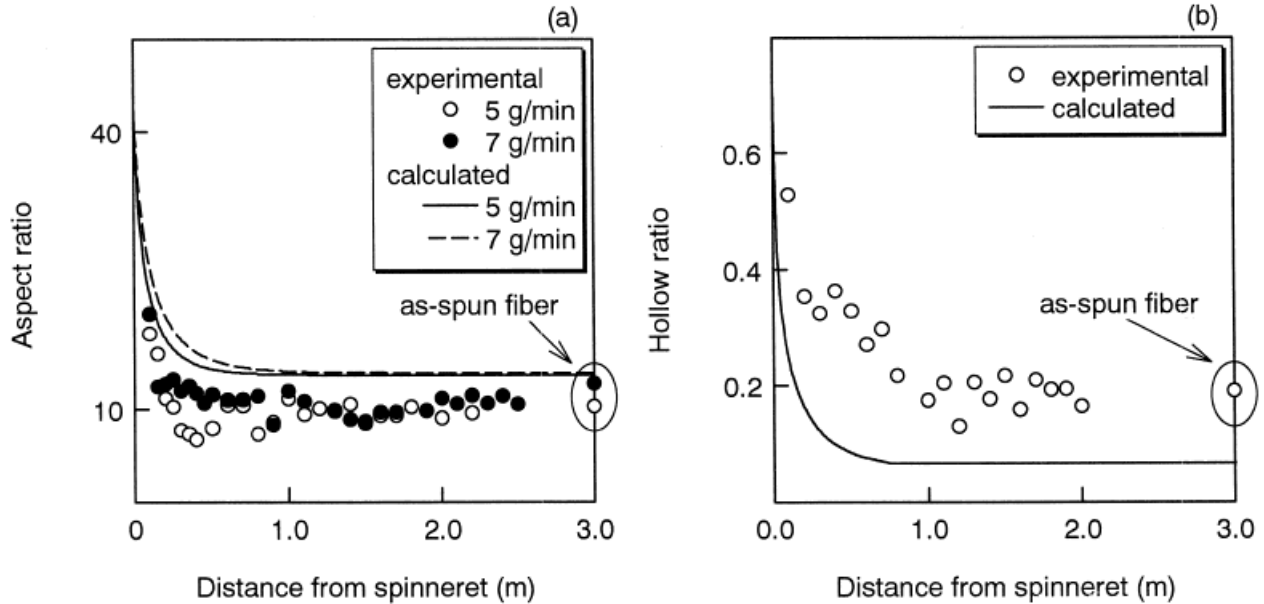 (a)
experimental
5 g/min
7 g/min
calculated
5 g/min
7 g/min
as-spun fiber
40
10
0
1.0
2.0
3.0
Aspect ratio
Distance from spinneret (m)
(b)
experimental
calculated
as-spun fiber
0.6
0.4
0.2
0.0
1.0
2.0
3.0
Hollow ratio
Distance from spinneret (m)